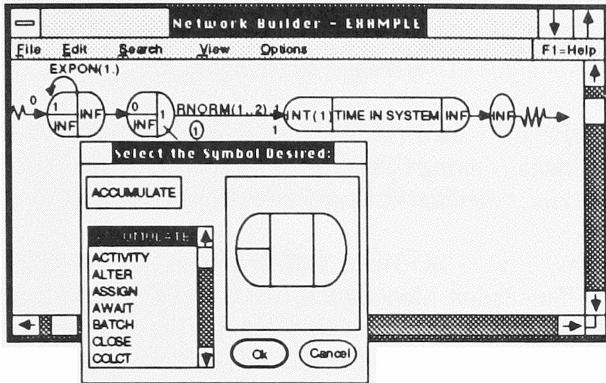 Network Builder - EXAMPLE
File Edit Search View Options F1=Help
EXPON(1.)
0 1 INF INF 0 INF 1 RNORM(1.,.2) 1 INT(1) TIME IN SYSTEM INF INF
1 1
Select the Symbol Desired:
ACCUMULATE
ACTIVITY
ALTER
ASSIGN
AWAIT
BATCH
CLOSE
COLCT
Ok Cancel